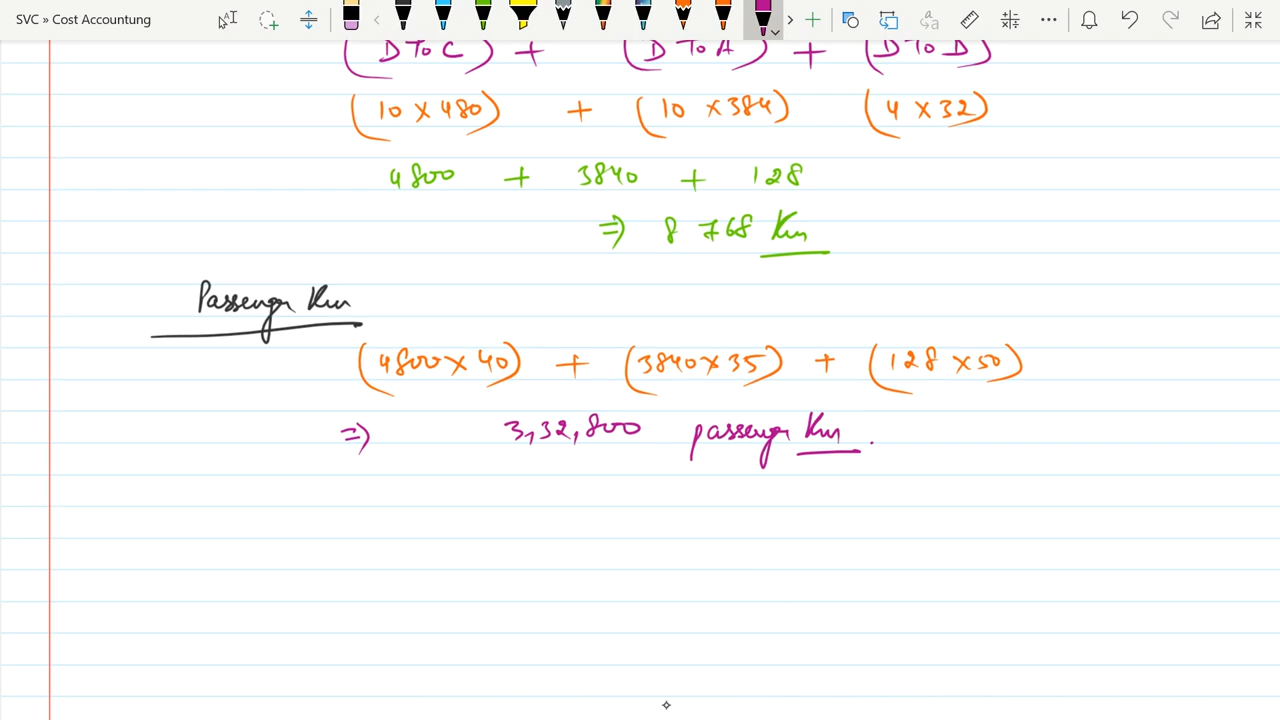 SVC » Cost Accountung
(D To C) + (D To A) + (D To D)
(10 × 480) + (10 × 384) (4 × 32)
4800 + 3840 + 128
⇒ 8768 Km
Passenger Km
(4800 × 40) + (3840 × 35) + (128 × 50)
⇒ 3,32,800 passenger Km.